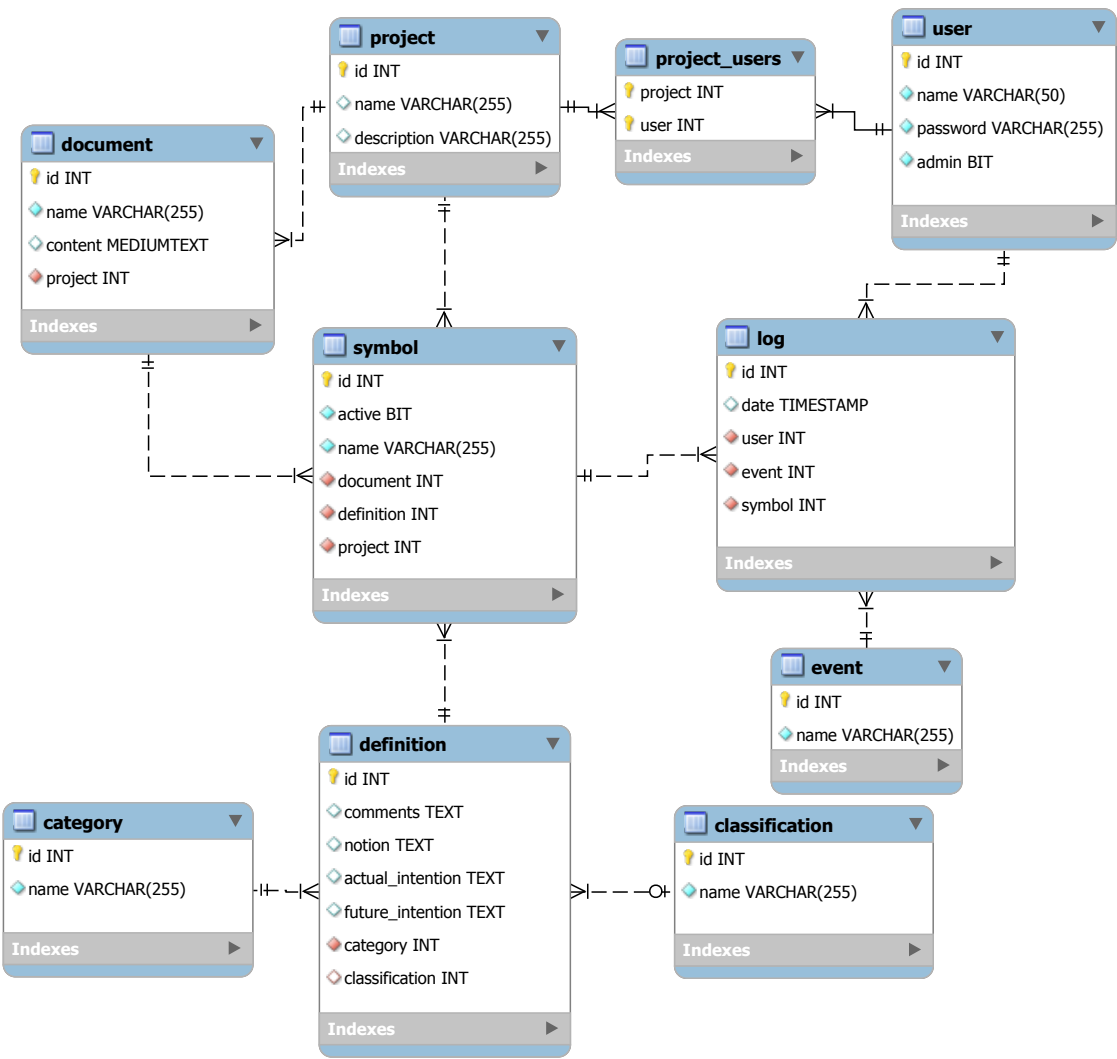 project
id INT
name VARCHAR(255)
description VARCHAR(255)
Indexes
project_users
project INT
user INT
Indexes
user
id INT
name VARCHAR(50)
password VARCHAR(255)
admin BIT
Indexes
document
id INT
name VARCHAR(255)
content MEDIUMTEXT
project INT
Indexes
symbol
id INT
active BIT
name VARCHAR(255)
document INT
definition INT
project INT
Indexes
log
id INT
date TIMESTAMP
user INT
event INT
symbol INT
Indexes
event
id INT
name VARCHAR(255)
Indexes
definition
id INT
comments TEXT
notion TEXT
actual_intention TEXT
future_intention TEXT
category INT
classification INT
Indexes
category
id INT
name VARCHAR(255)
Indexes
classification
id INT
name VARCHAR(255)
Indexes